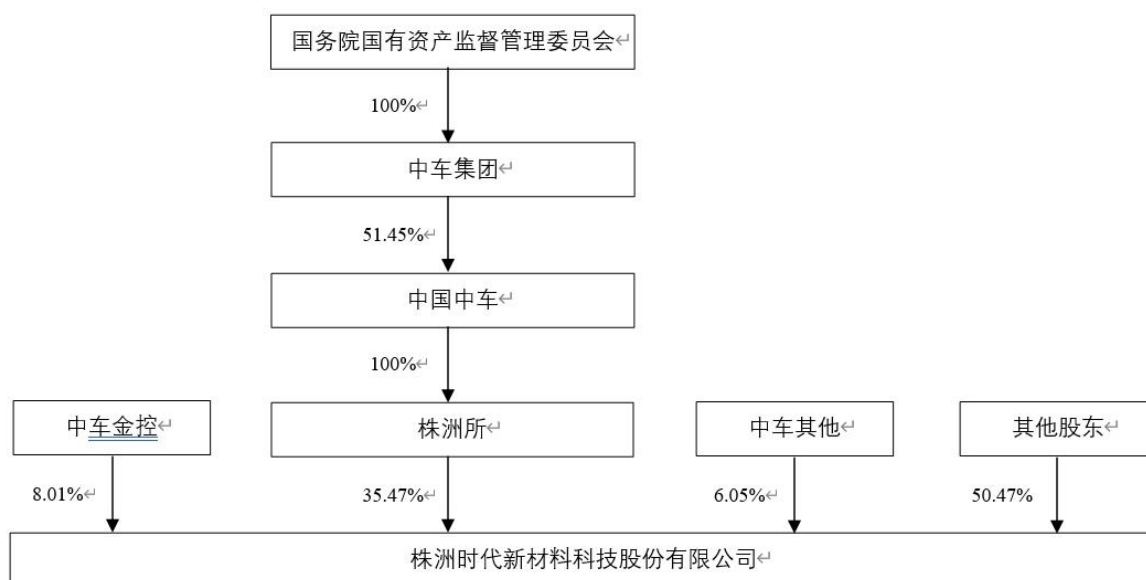 国务院国有资产监督管理委员会↵
100%↵
中车集团↵
51.45%↵
中国中车↵
100%↵
中车金控↵
株洲所↵
中车其他↵
其他股东↵
8.01%↵
35.47%↵
6.05%↵
50.47%
株洲时代新材料科技股份有限公司↵